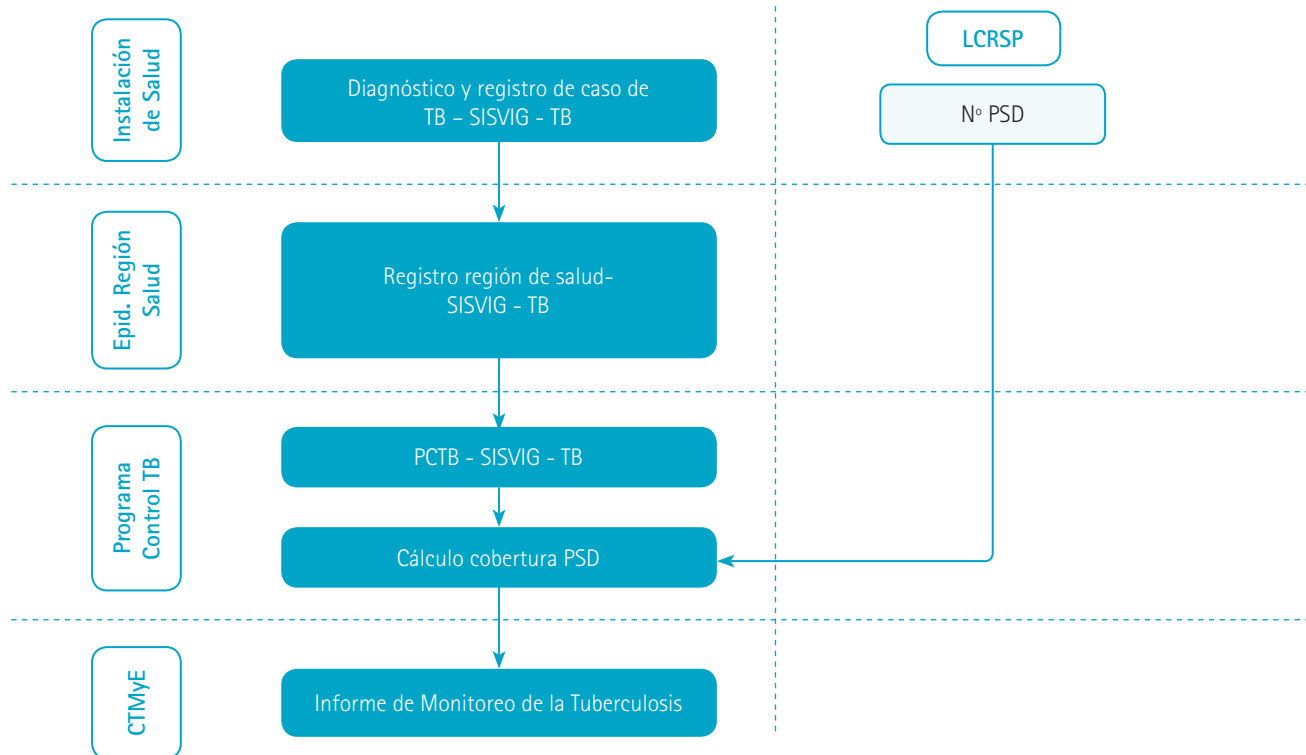 Instalación
de Salud
Diagnóstico y registro de caso de
TB – SISVIG - TB
LCRSP
Nº PSD
Epid. Región
Salud
Registro región de salud-
SISVIG - TB
Programa
Control TB
PCTB - SISVIG - TB
Cálculo cobertura PSD
CTMyE
Informe de Monitoreo de la Tuberculosis